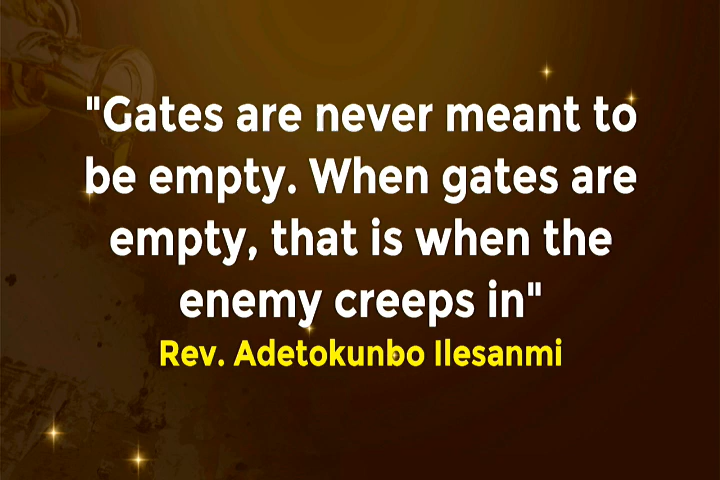 "Gates are never meant to
be empty. When gates are
empty, that is when the
enemy creeps in"
Rev. Adetokunbo Ilesanmi